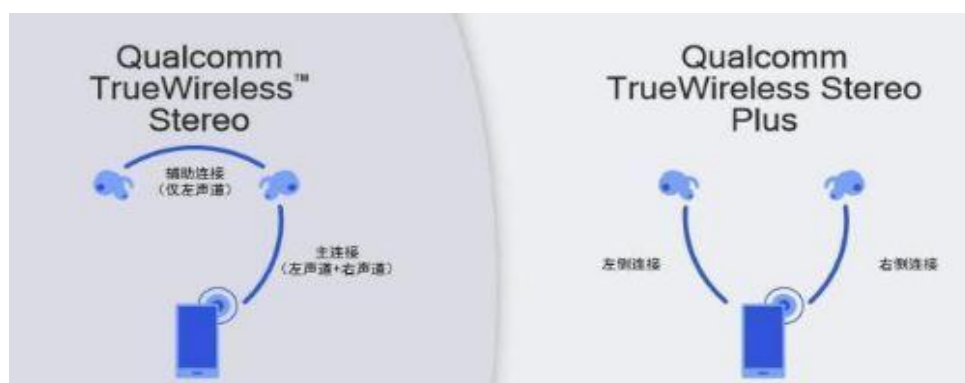 Qualcomm
TrueWireless™
Stereo
辅助连接
（仅左声道）
主连接
（左声道+右声道）
Qualcomm
TrueWireless Stereo
Plus
左侧连接
右侧连接